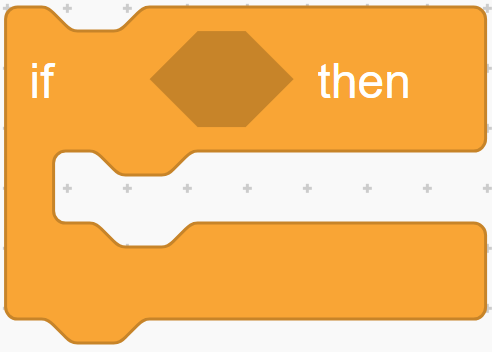 if then